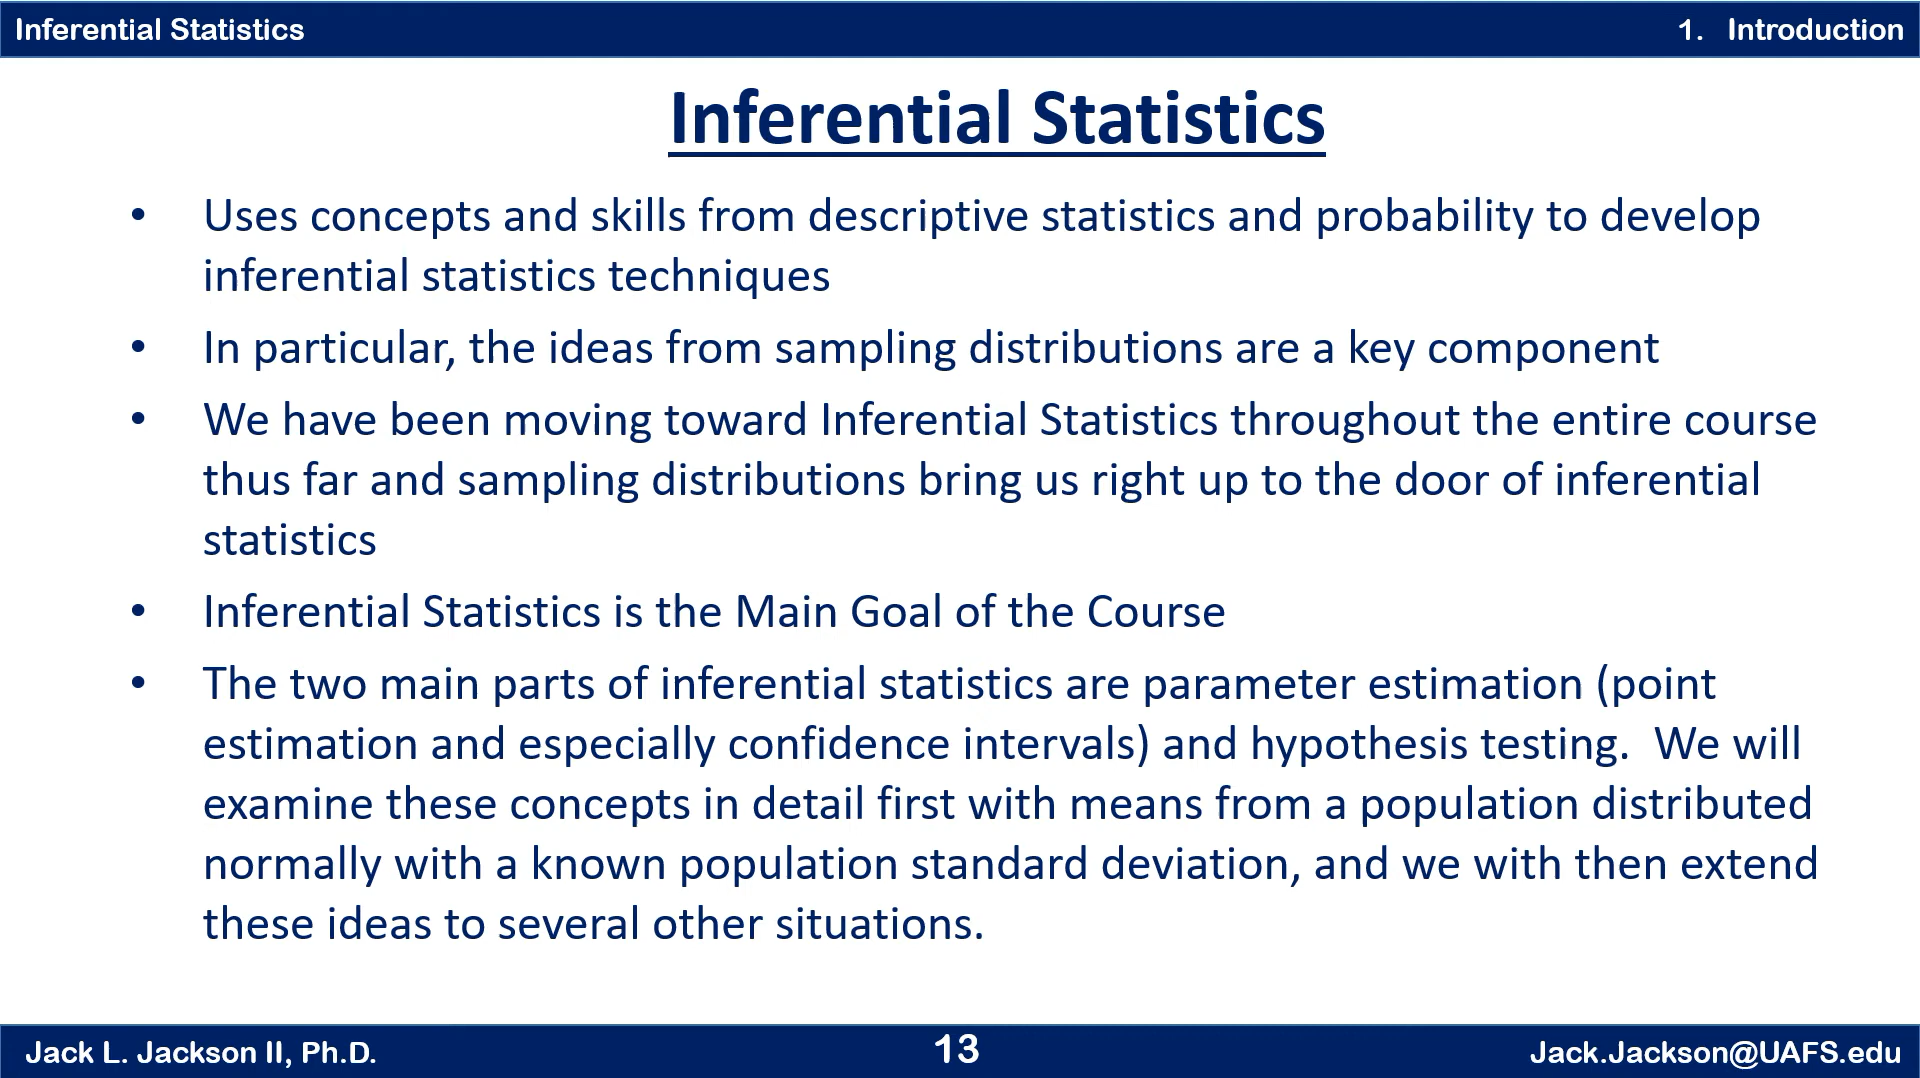 Inferential Statistics
1. Introduction
Inferential Statistics
• Uses concepts and skills from descriptive statistics and probability to develop
inferential statistics techniques
• In particular, the ideas from sampling distributions are a key component
• We have been moving toward Inferential Statistics throughout the entire course
thus far and sampling distributions bring us right up to the door of inferential
statistics
• Inferential Statistics is the Main Goal of the Course
• The two main parts of inferential statistics are parameter estimation (point
estimation and especially confidence intervals) and hypothesis testing.  We will
examine these concepts in detail first with means from a population distributed
normally with a known population standard deviation, and we with then extend
these ideas to several other situations.
Jack L. Jackson II, Ph.D.
13
Jack.Jackson@UAFS.edu